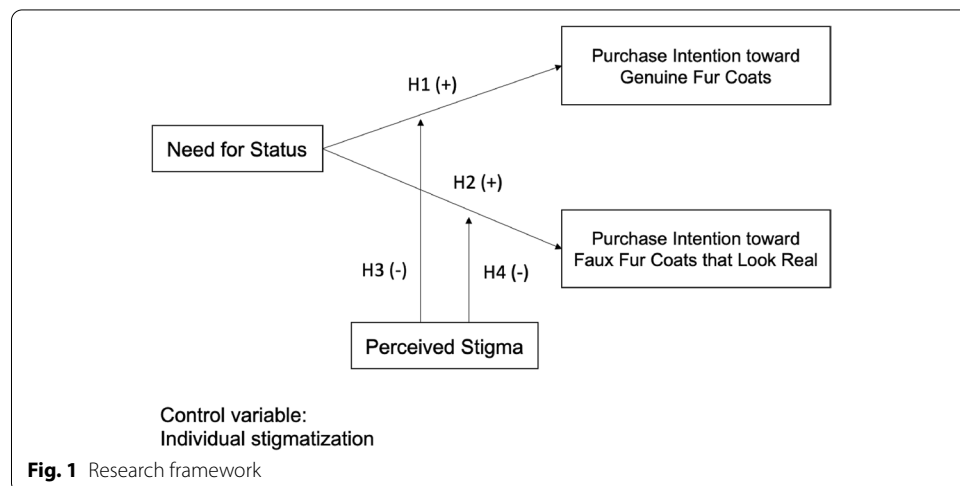 Purchase Intention toward
Genuine Fur Coats
H1 (+)
Need for Status
H2 (+)
Purchase Intention toward
Faux Fur Coats that Look Real
H3 (-)
H4 (-)
Perceived Stigma
Control variable:
Individual stigmatization
Fig. 1 Research framework